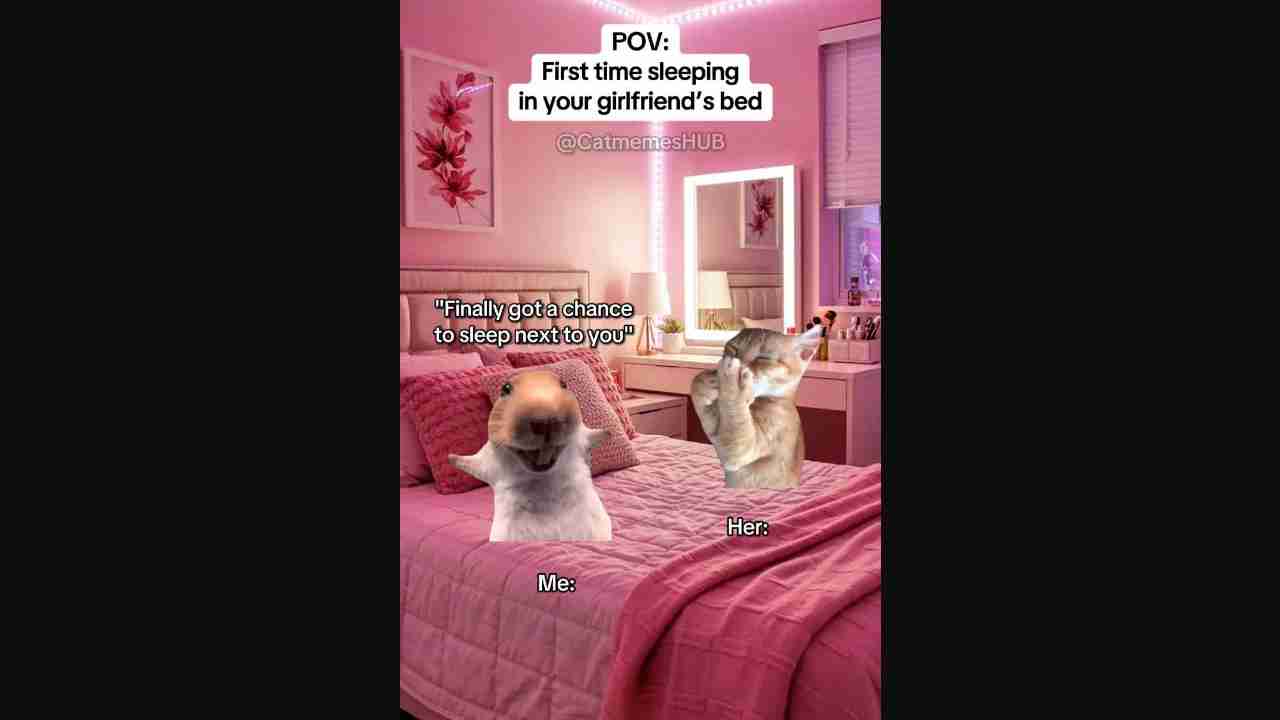 POV:
First time sleeping
in your girlfriend’s bed
@CatmemesHUB
"Finally got a chance
to sleep next to you"
Her:
Me: